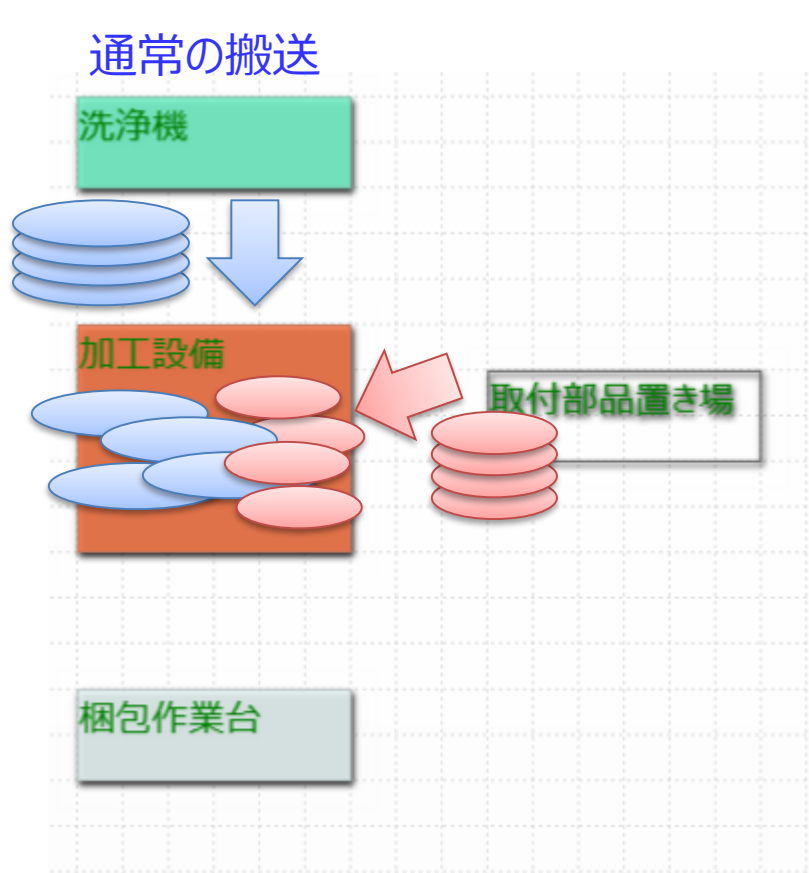 通常の搬送
洗浄機
加工設備
取付部品置き場
梱包作業台